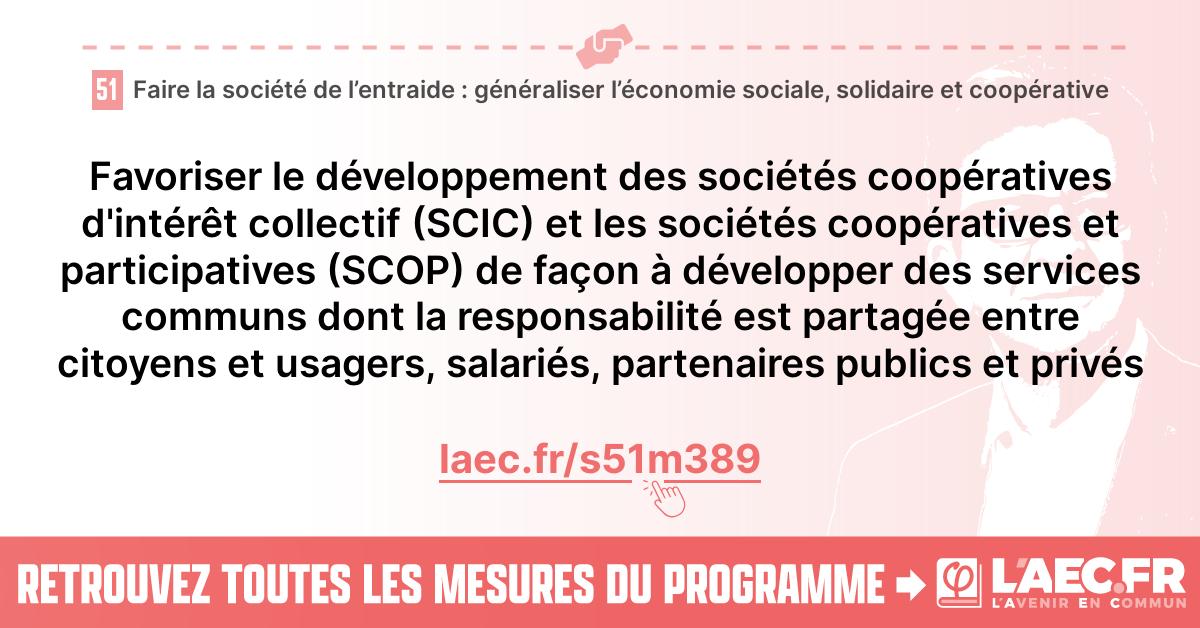 51 Faire la société de l’entraide : généraliser l’économie sociale, solidaire et coopérative
Favoriser le développement des sociétés coopératives
d'intérêt collectif (SCIC) et les sociétés coopératives et
participatives (SCOP) de façon à développer des services
communs dont la responsabilité est partagée entre
citoyens et usagers, salariés, partenaires publics et privés
laec.fr/s51m389
RETROUVEZ TOUTES LES MESURES DU PROGRAMME
L'AEC.FR
L'AVENIR EN COMMUN